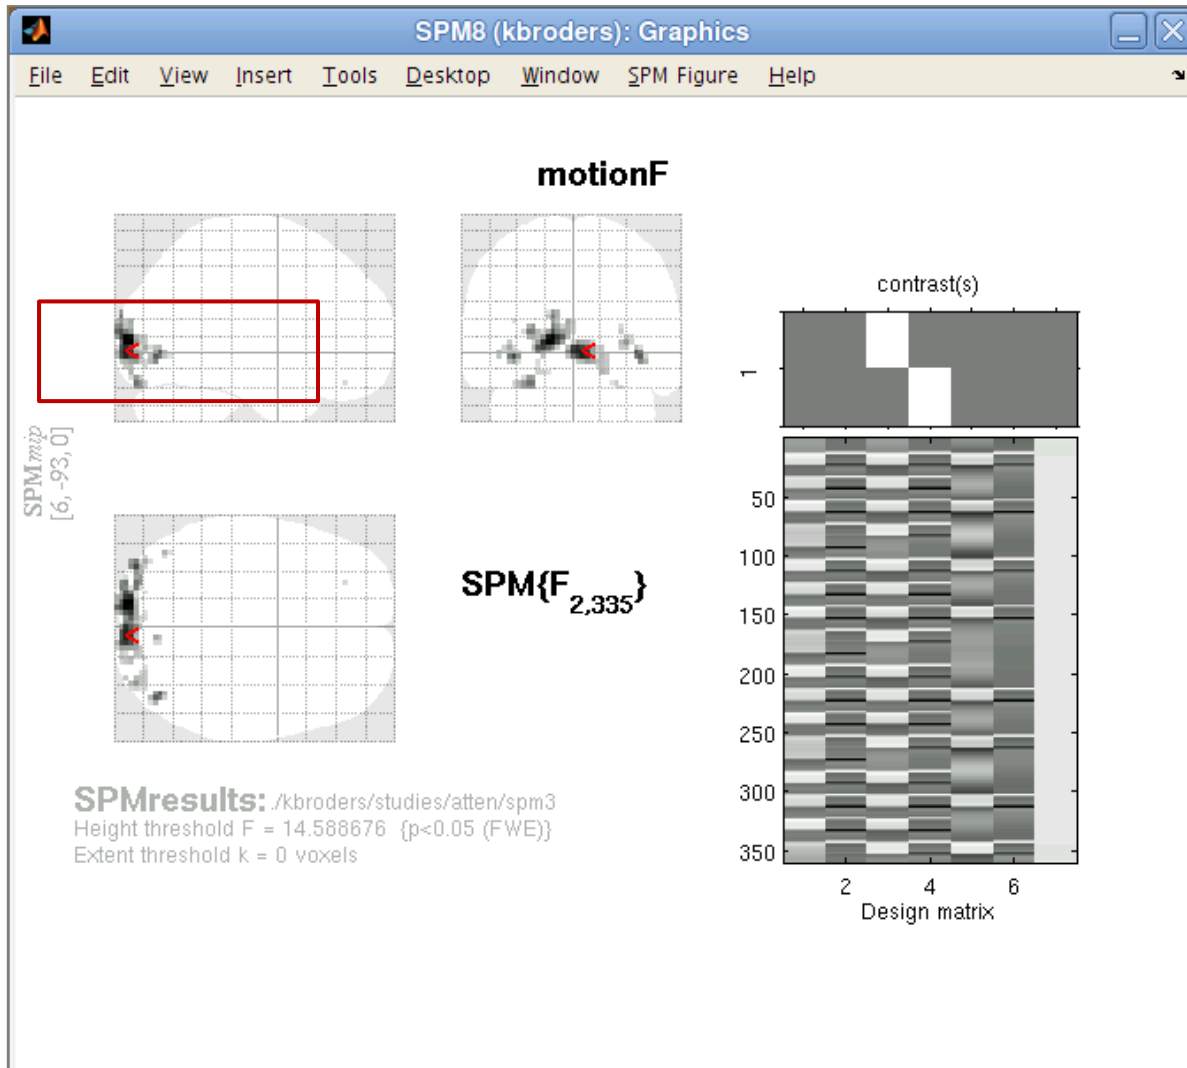 SPM8 (kbroders): Graphics
File Edit View Insert Tools Desktop Window SPM Figure Help
motionF
contrast(s)
1
SPMmip
[6, -93, 0]
SPM{F2,335}
50
100
150
200
250
300
350
2 4 6
Design matrix
SPMresults: ./kbroders/studies/atten/spm3
Height threshold F = 14.588676 {p<0.05 (FWE)}
Extent threshold k = 0 voxels